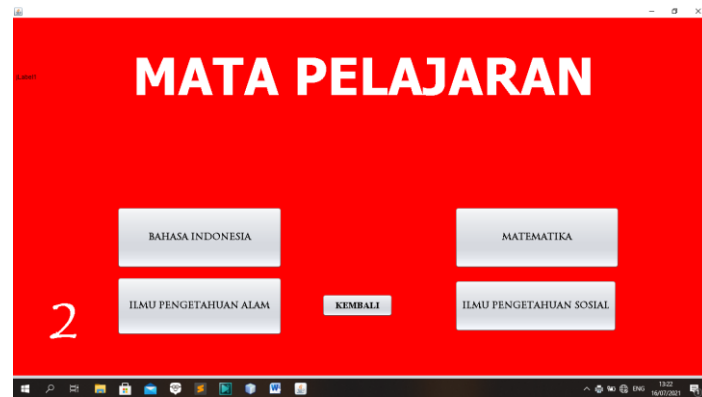 MATA PELAJARAN
BAHASA INDONESIA
MATEMATIKA
ILMU PENGETAHUAN ALAM
KEMBALI
ILMU PENGETAHUAN SOSIAL
2
ENG
13:22
16/07/2021